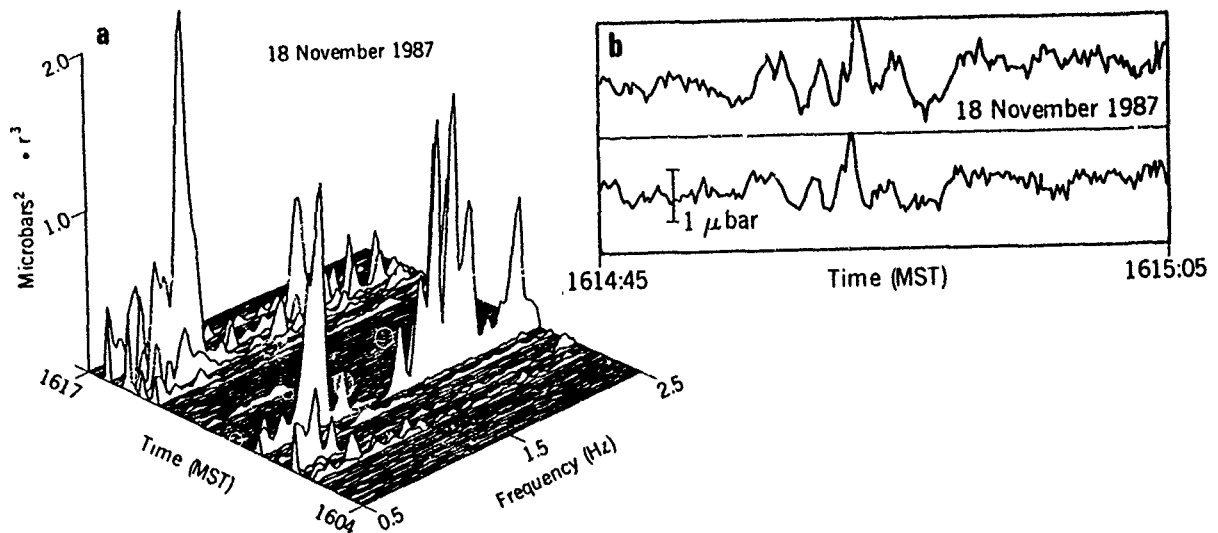 a
18 November 1987
2.0
1.0
Microbars² • r³
1617
Time (MST)
1604
0.5
1.5
2.5
Frequency (Hz)
b
18 November 1987
1 μbar
1614:45
Time (MST)
1615:05